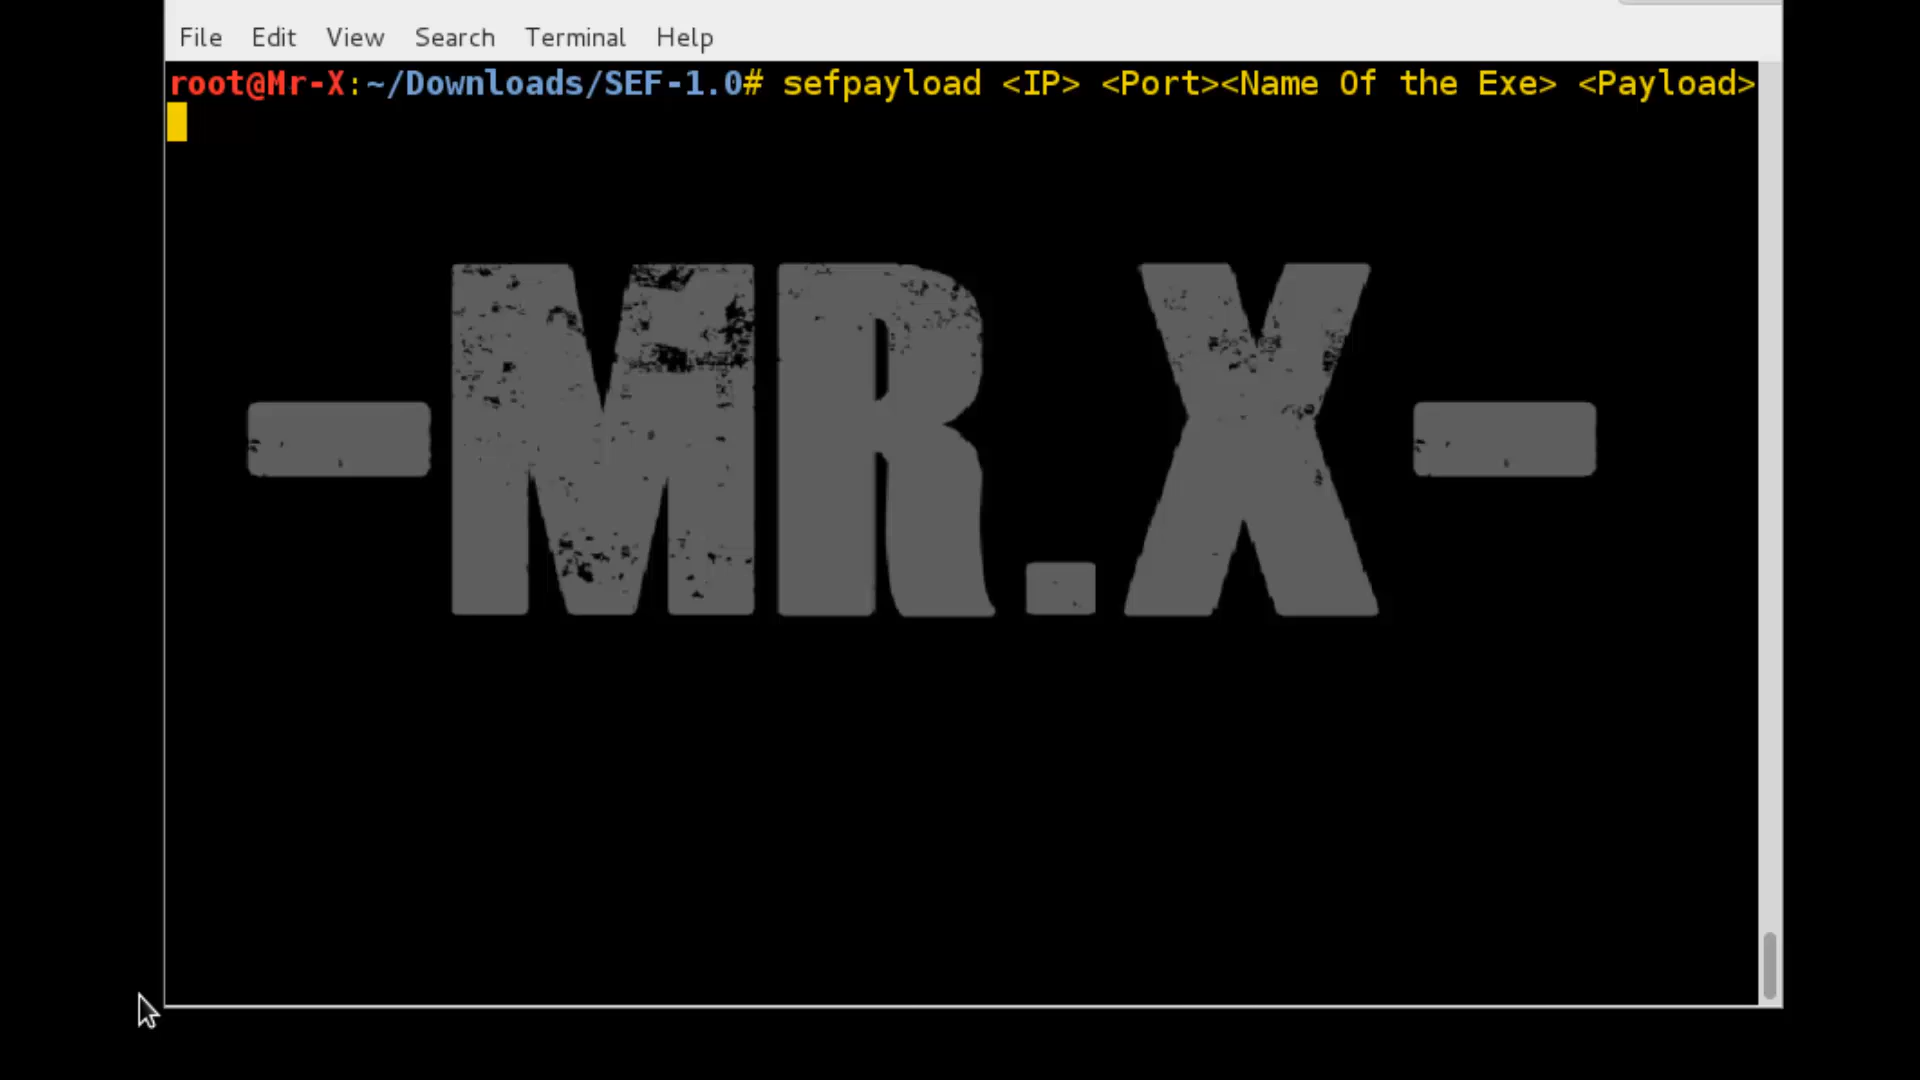 File Edit View Search Terminal Help
root@Mr-X:~/Downloads/SEF-1.0# sefpayload <IP> <Port><Name Of the Exe> <Payload>
-MR.X-